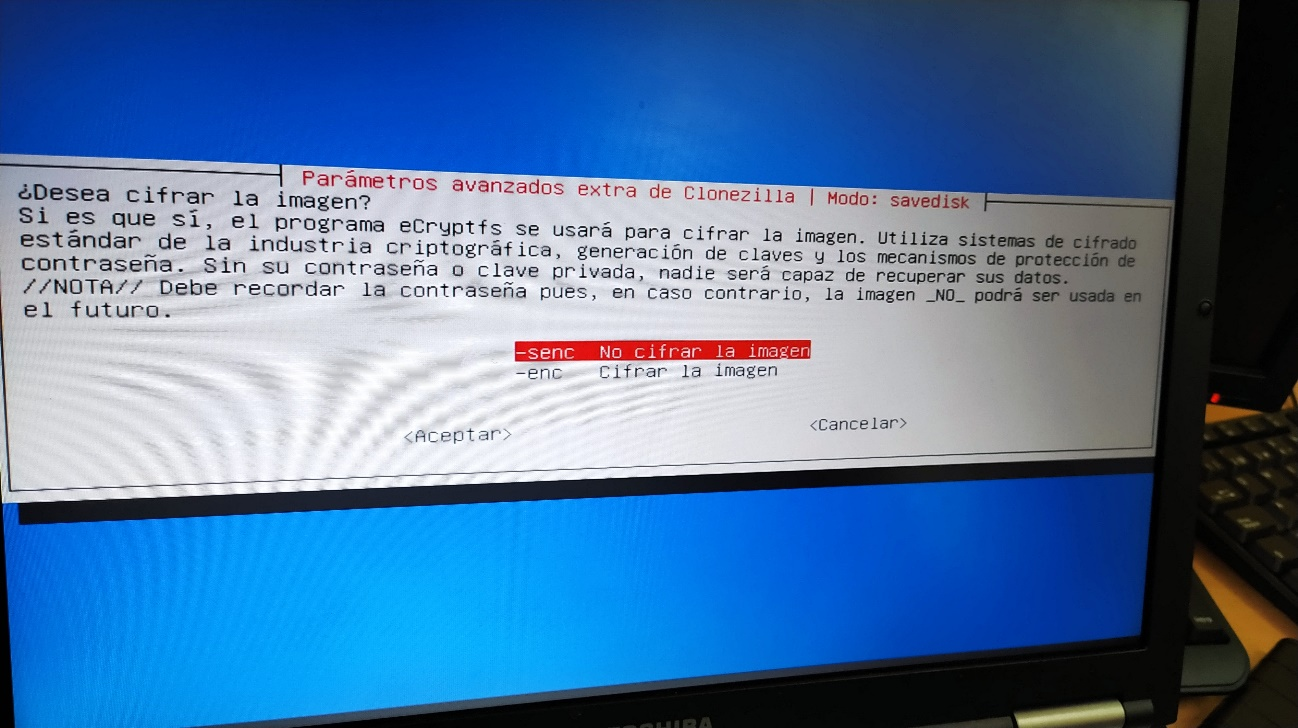 Parámetros avanzados extra de Clonezilla | Modo: savedisk
¿Desea cifrar la imagen?
Si es que sí, el programa eCryptfs se usará para cifrar la imagen. Utiliza sistemas de cifrado
estándar de la industria criptográfica, generación de claves y los mecanismos de protección de
contraseña. Sin su contraseña o clave privada, nadie será capaz de recuperar sus datos.
//NOTA// Debe recordar la contraseña pues, en caso contrario, la imagen _NO_ podrá ser usada en
el futuro.
-senc No cifrar la imagen
-enc Cifrar la imagen
<Aceptar> <Cancelar>
TOSHIBA